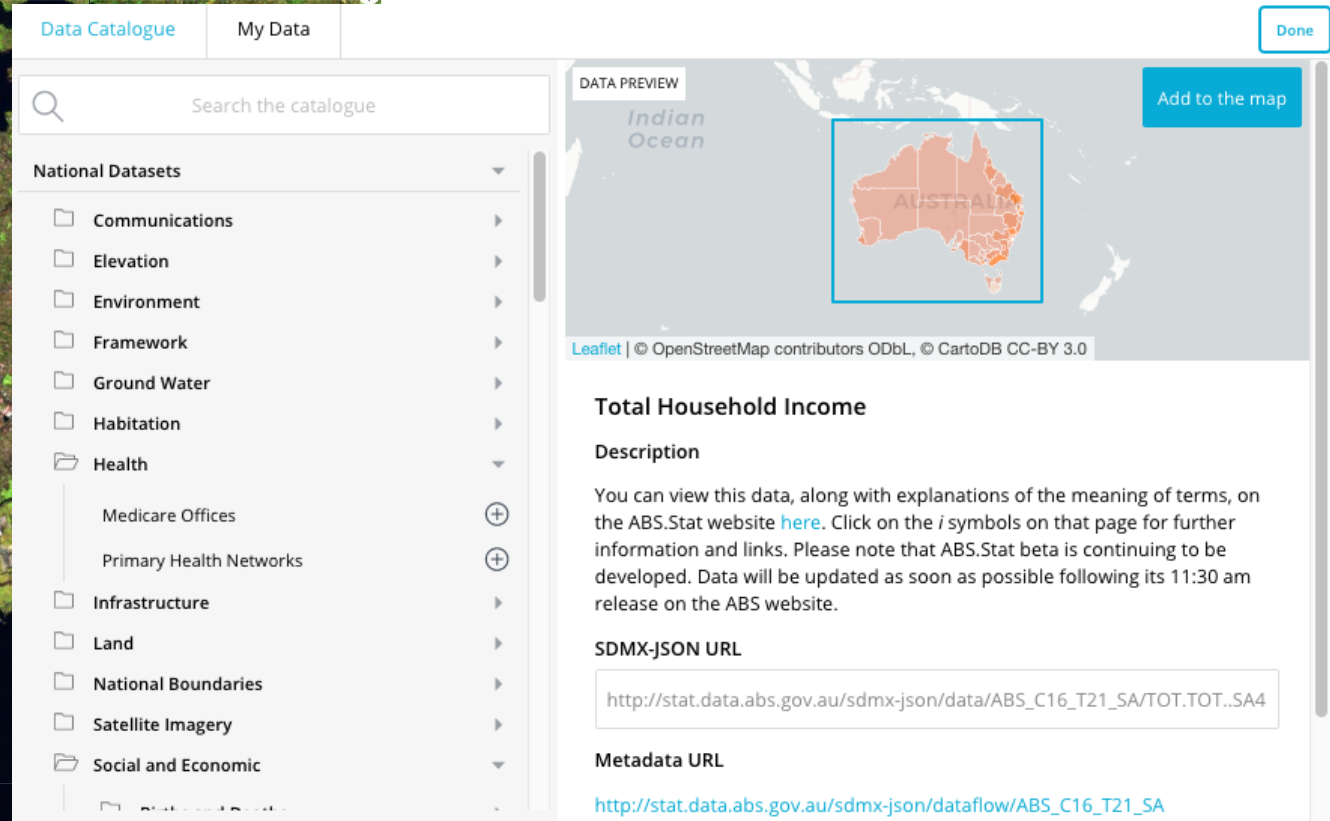 Data Catalogue
My Data
Done
Search the catalogue
National Datasets
Communications
Elevation
Environment
Framework
Ground Water
Habitation
Health
Medicare Offices
Primary Health Networks
Infrastructure
Land
National Boundaries
Satellite Imagery
Social and Economic
DATA PREVIEW
Add to the map
Indian
Ocean
AUSTRALIA
Leaflet | © OpenStreetMap contributors ODbL, © CartoDB CC-BY 3.0
Total Household Income
Description
You can view this data, along with explanations of the meaning of terms, on
the ABS.Stat website here. Click on the i symbols on that page for further
information and links. Please note that ABS.Stat beta is continuing to be
developed. Data will be updated as soon as possible following its 11:30 am
release on the ABS website.
SDMX-JSON URL
http://stat.data.abs.gov.au/sdmx-json/data/ABS_C16_T21_SA/TOT.TOT..SA4
Metadata URL
http://stat.data.abs.gov.au/sdmx-json/dataflow/ABS_C16_T21_SA